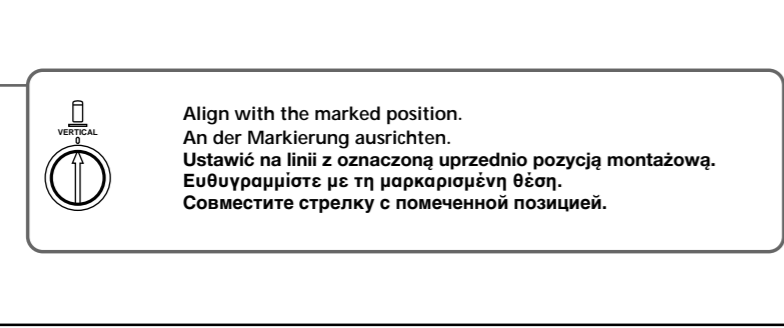 VERTICAL
0
Align with the marked position.
An der Markierung ausrichten.
Ustawić na linii z oznaczoną uprzednio pozycją montażową.
Ευθυγραμμίστε με τη μαρκαρισμένη θέση.
Совместите стрелку с помеченной позицией.